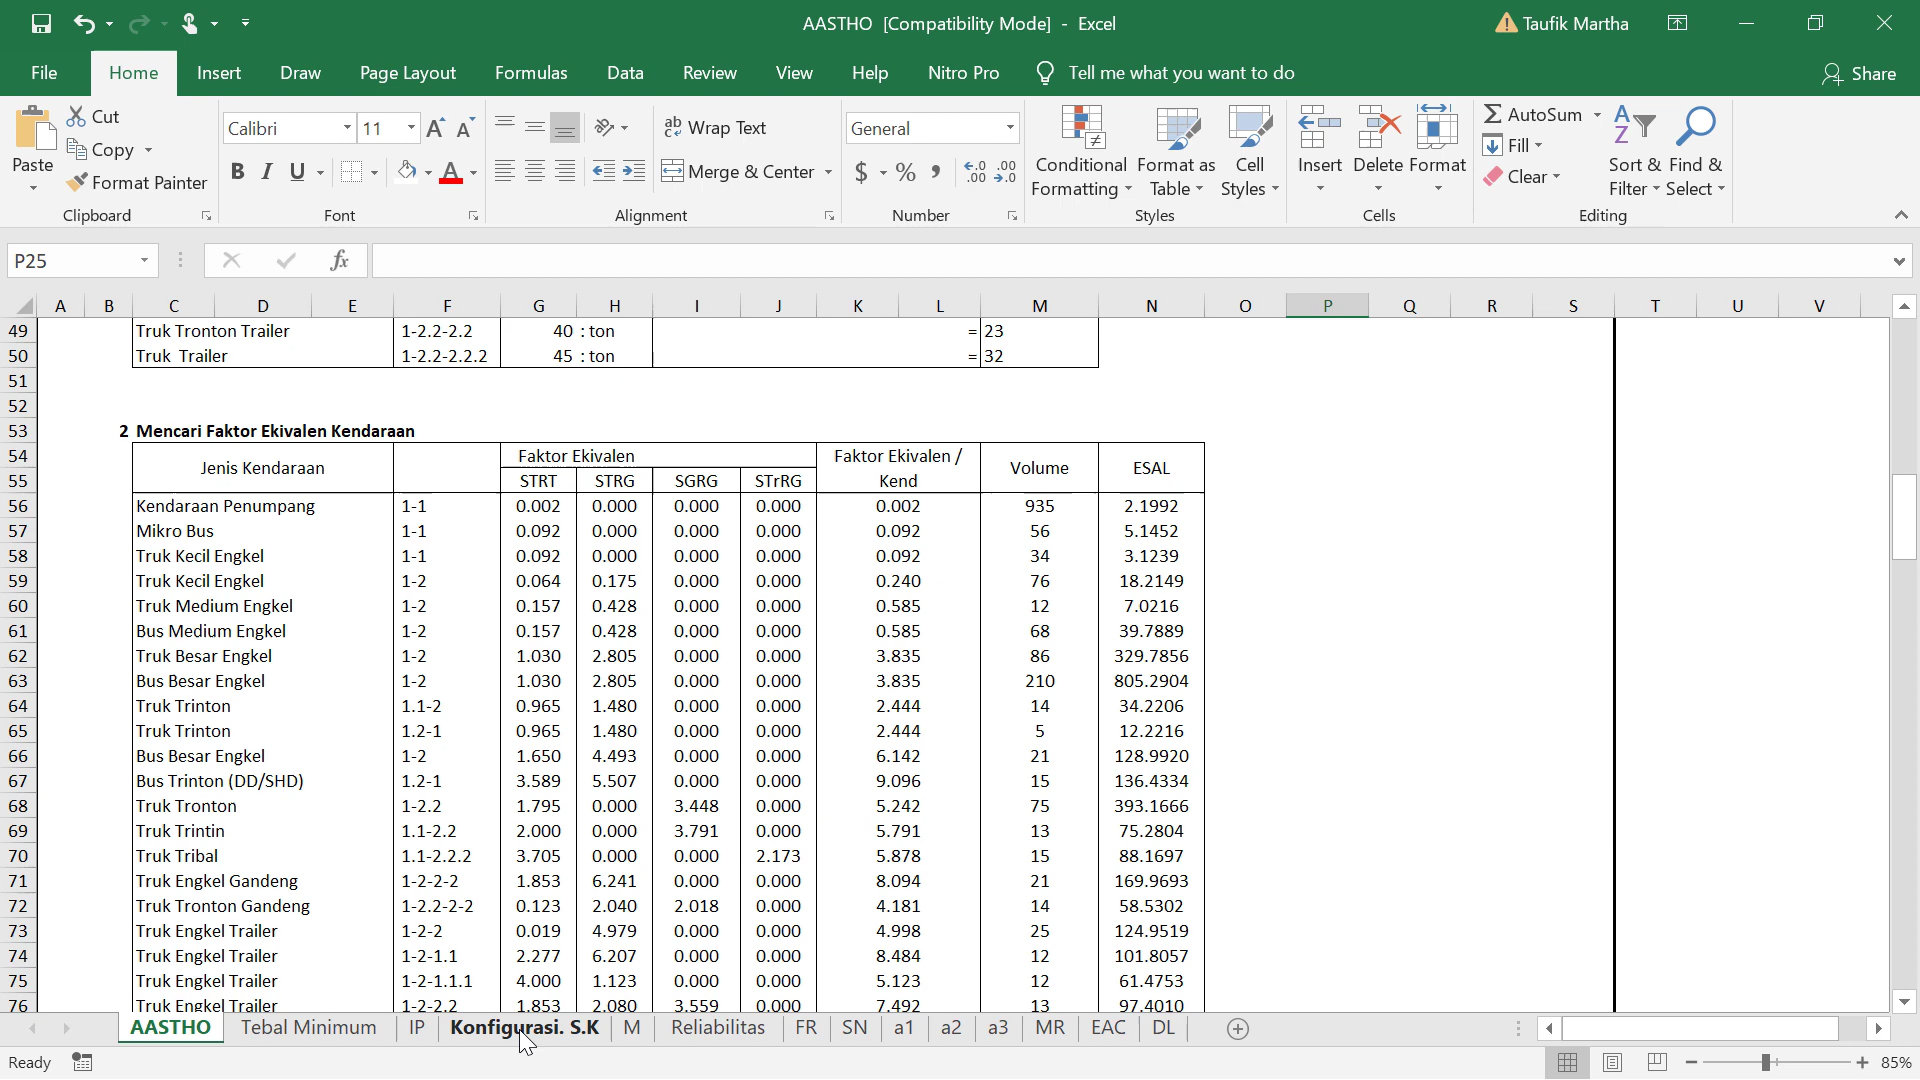 AASTHO [Compatibility Mode] - Excel
Taufik Martha
File Home Insert Draw Page Layout Formulas Data Review View Help Nitro Pro Tell me what you want to do Share
Paste
Cut
Copy
Format Painter
Clipboard
Calibri 11
B I U
Font
Wrap Text
Merge & Center
Alignment
General
$ % ,
Number
Conditional Formatting
Format as Table
Cell Styles
Styles
Insert Delete Format
Cells
AutoSum
Fill
Clear
Sort & Filter
Find & Select
Editing
P25
fx
A B C D E F G H I J K L M N O P Q R S T U V
49 Truk Tronton Trailer 1-2.2-2.2 40 : ton = 23
50 Truk Trailer 1-2.2-2.2.2 45 : ton = 32
51
52
53 2 Mencari Faktor Ekivalen Kendaraan
54 Jenis Kendaraan Faktor Ekivalen Faktor Ekivalen / Kend Volume ESAL
55 STRT STRG SGRG STrRG
56 Kendaraan Penumpang 1-1 0.002 0.000 0.000 0.000 0.002 935 2.1992
57 Mikro Bus 1-1 0.092 0.000 0.000 0.000 0.092 56 5.1452
58 Truk Kecil Engkel 1-1 0.092 0.000 0.000 0.000 0.092 34 3.1239
59 Truk Kecil Engkel 1-2 0.064 0.175 0.000 0.000 0.240 76 18.2149
60 Truk Medium Engkel 1-2 0.157 0.428 0.000 0.000 0.585 12 7.0216
61 Bus Medium Engkel 1-2 0.157 0.428 0.000 0.000 0.585 68 39.7889
62 Truk Besar Engkel 1-2 1.030 2.805 0.000 0.000 3.835 86 329.7856
63 Bus Besar Engkel 1-2 1.030 2.805 0.000 0.000 3.835 210 805.2904
64 Truk Trinton 1.1-2 0.965 1.480 0.000 0.000 2.444 14 34.2206
65 Truk Trinton 1.2-1 0.965 1.480 0.000 0.000 2.444 5 12.2216
66 Bus Besar Engkel 1-2 1.650 4.493 0.000 0.000 6.142 21 128.9920
67 Bus Trinton (DD/SHD) 1.2-1 3.589 5.507 0.000 0.000 9.096 15 136.4334
68 Truk Tronton 1-2.2 1.795 0.000 3.448 0.000 5.242 75 393.1666
69 Truk Trintin 1.1-2.2 2.000 0.000 3.791 0.000 5.791 13 75.2804
70 Truk Tribal 1.1-2.2.2 3.705 0.000 0.000 2.173 5.878 15 88.1697
71 Truk Engkel Gandeng 1-2-2-2 1.853 6.241 0.000 0.000 8.094 21 169.9693
72 Truk Tronton Gandeng 1-2.2-2-2 0.123 2.040 2.018 0.000 4.181 14 58.5302
73 Truk Engkel Trailer 1-2-2 0.019 4.979 0.000 0.000 4.998 25 124.9519
74 Truk Engkel Trailer 1-2-1.1 2.277 6.207 0.000 0.000 8.484 12 101.8057
75 Truk Engkel Trailer 1-2-1.1.1 4.000 1.123 0.000 0.000 5.123 12 61.4753
76 Truk Engkel Trailer 1-2-2.2 1.853 2.080 3.559 0.000 7.492 13 97.4010
AASTHO Tebal Minimum IP Konfigurasi. S.K M Reliabilitas FR SN a1 a2 a3 MR EAC DL
Ready 85%